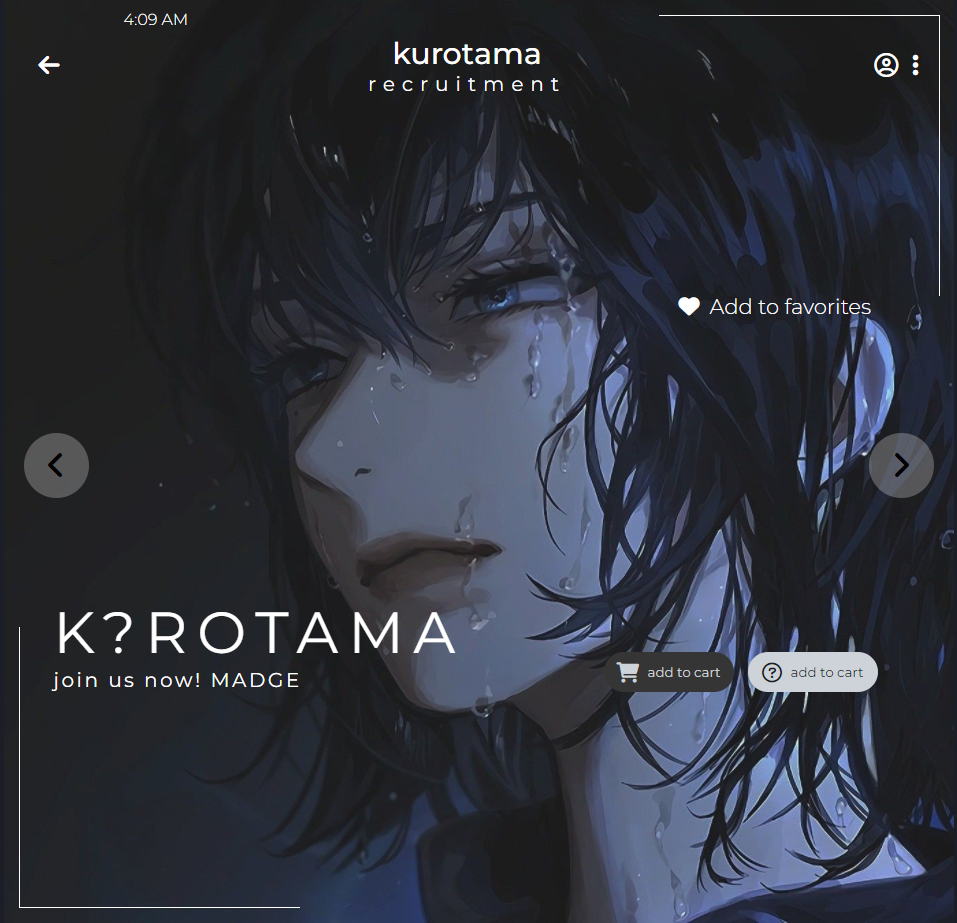 4:09 AM
kurotama
recruitment
Add to favorites
K?ROTAMA
join us now! MADGE
add to cart
? add to cart